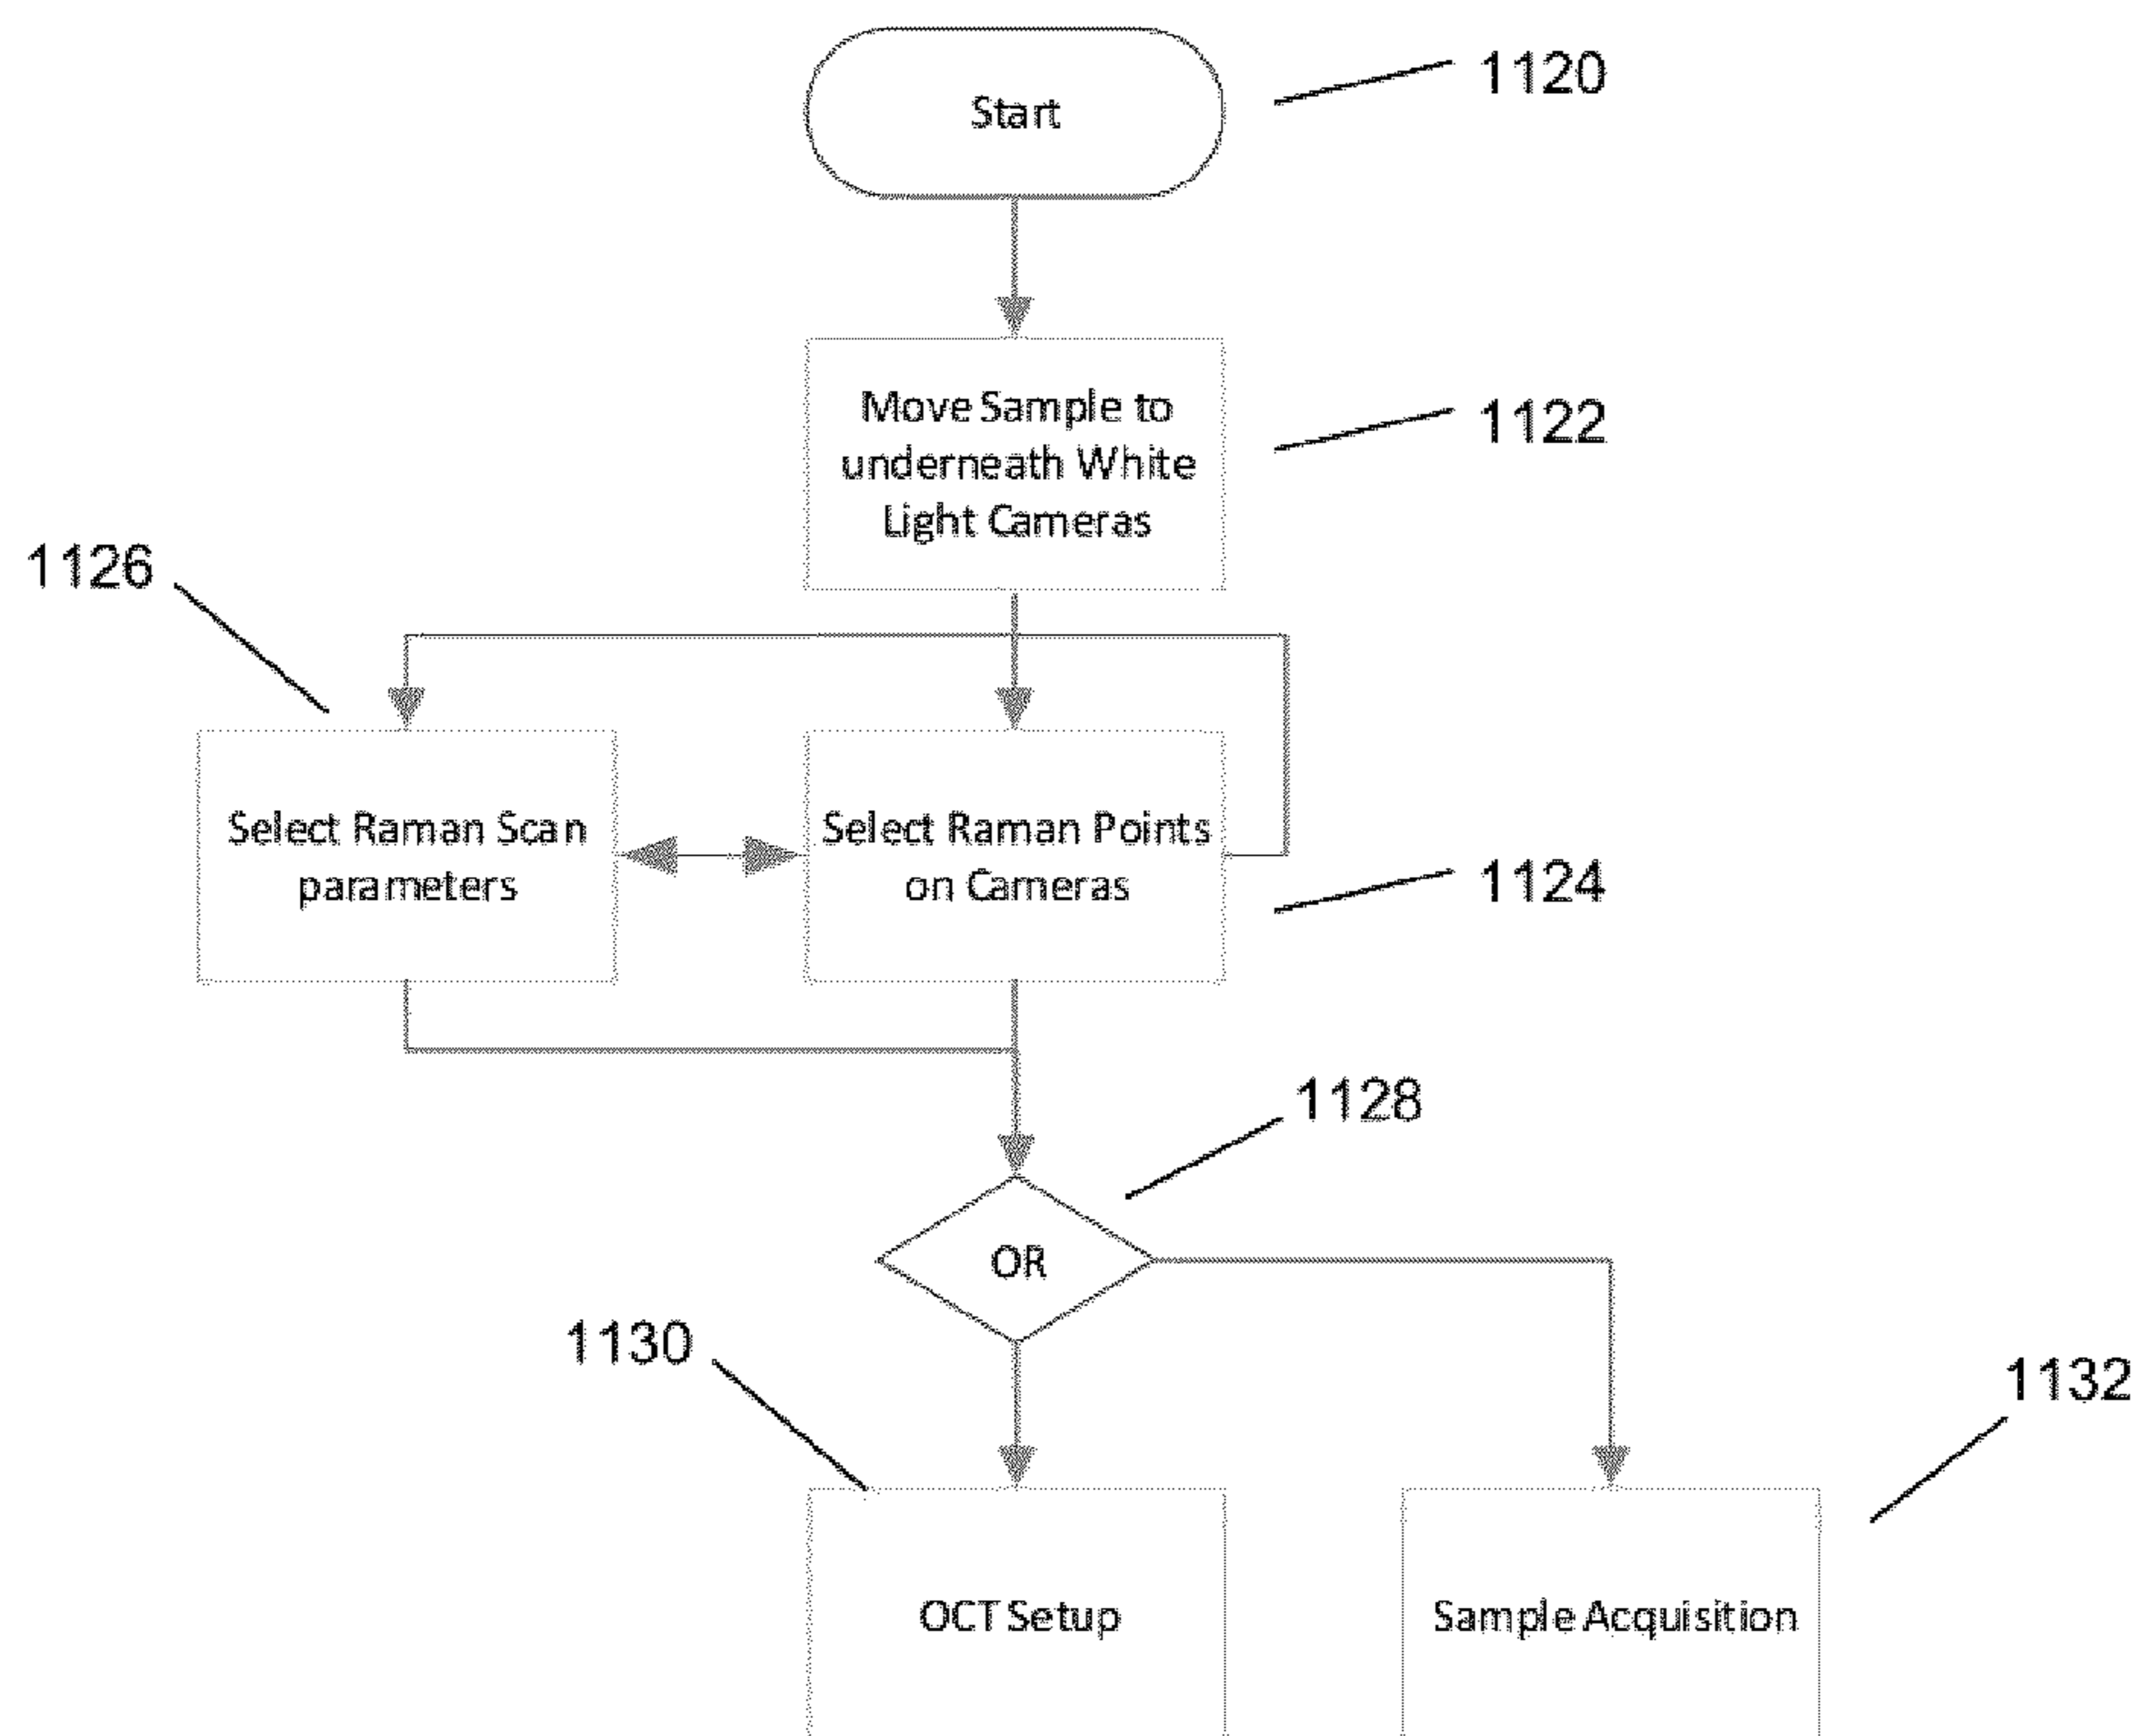 Start
1120
Move Sample to
underneath White
Light Cameras
1122
1126
Select Raman Scan
parameters
Select Raman Points
on Cameras
1124
1128
OR
1130
1132
OCT Setup
Sample Acquisition